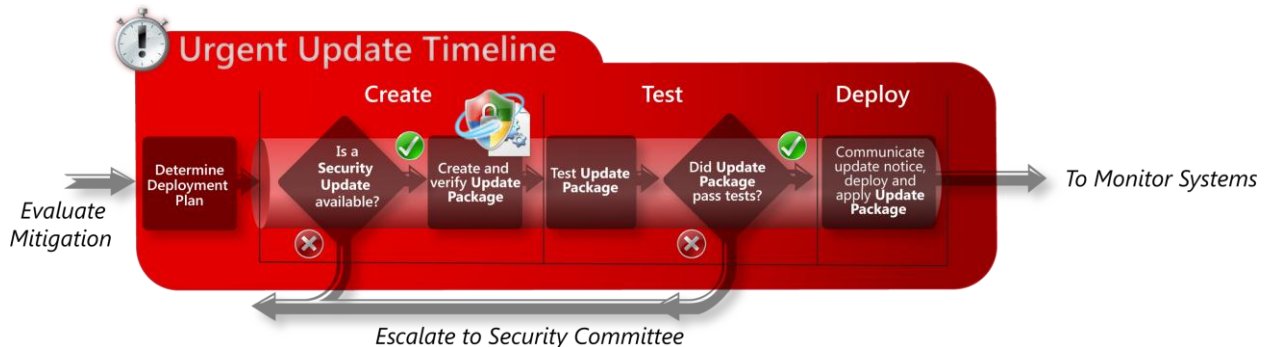 Urgent Update Timeline
Create
Test
Deploy
Evaluate
Mitigation
Determine
Deployment
Plan
Is a
Security
Update
available?
Create and
verify Update
Package
Test Update
Package
Did Update
Package
pass tests?
Communicate
update notice,
deploy and
apply Update
Package
To Monitor Systems
Escalate to Security Committee